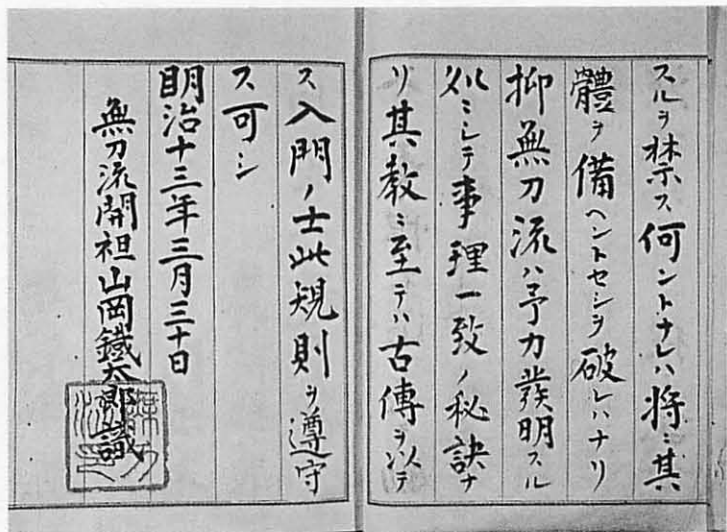 スルヲ禁ス何ントナレハ将ニ其
體ヲ備ヘントセシヲ破レハナリ
抑無刀流ハ予カ發明スル
処ニシテ事理一致ノ秘訣ナ
リ其教ニ至テハ古傳ヲ以テ
ス入門ノ士此規則ヲ遵守
ス可シ
明治十三年三月三十日
無刀流開祖山岡鐵太郎識